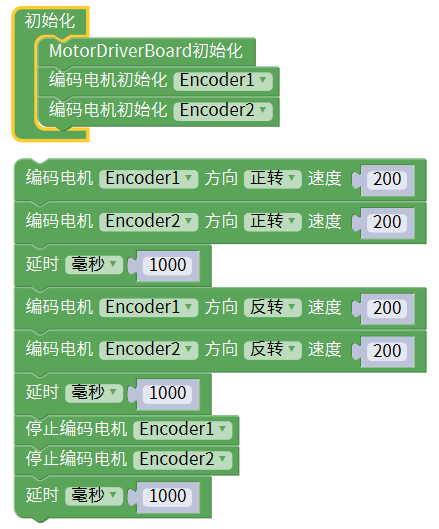 初始化
MotorDriverBoard初始化
编码电机初始化 Encoder1
编码电机初始化 Encoder2
编码电机 Encoder1 方向 正转 速度 200
编码电机 Encoder2 方向 正转 速度 200
延时 毫秒 1000
编码电机 Encoder1 方向 反转 速度 200
编码电机 Encoder2 方向 反转 速度 200
延时 毫秒 1000
停止编码电机 Encoder1
停止编码电机 Encoder2
延时 毫秒 1000